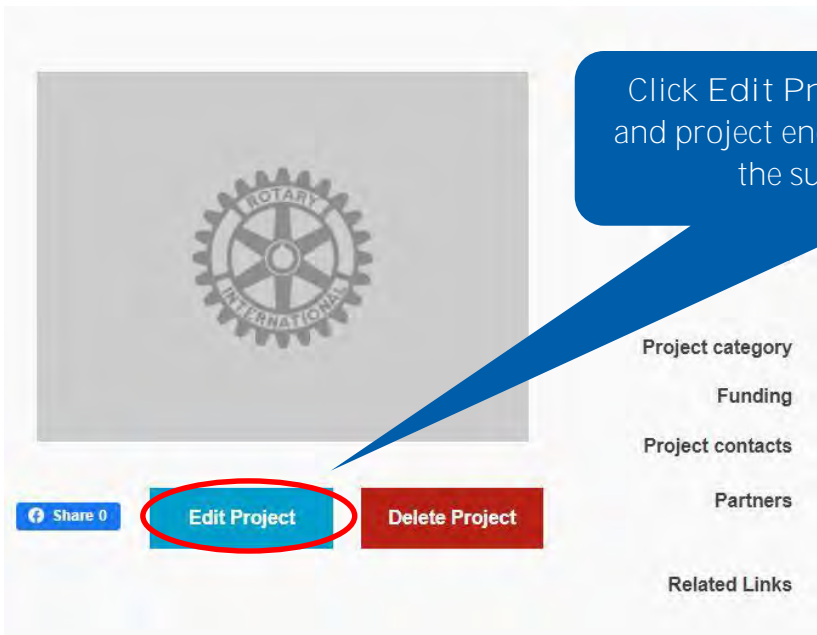 Click Edit Pr
and project en
the su
ROTARY
INTERNATIONAL
Project category
Funding
Project contacts
Partners
Related Links
Share 0
Edit Project
Delete Project